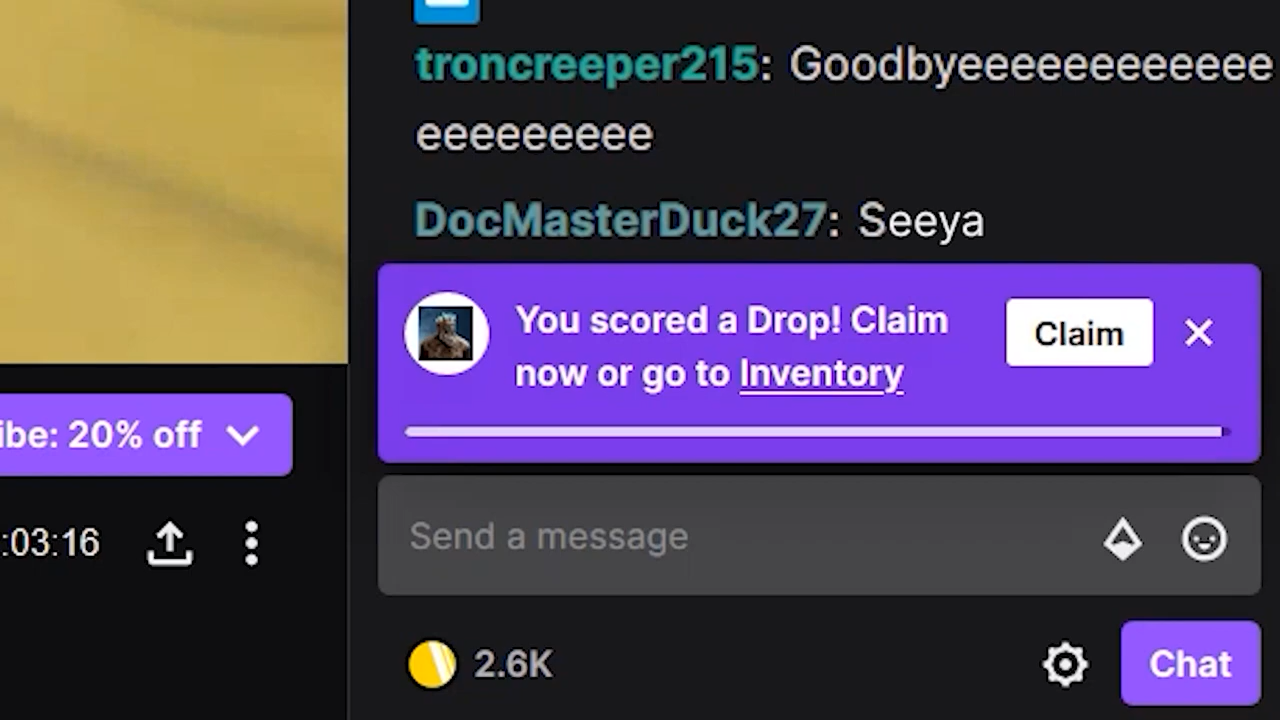 troncreeper215: Goodbyeeeeeeeeeeeee
eeeeeeeee
DocMasterDuck27: Seeya
You scored a Drop! Claim
now or go to Inventory
Claim
ibe: 20% off
:03:16
Send a message
2.6K
Chat